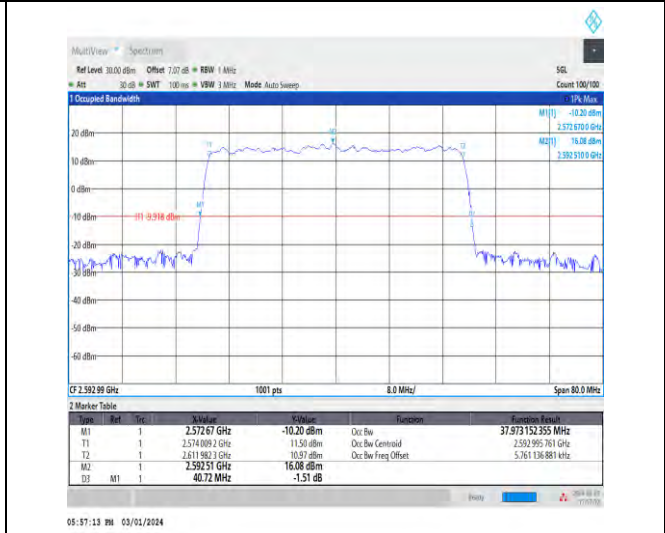 MultiView Spectrum
Ref Level 30.00 dBm Offset 7.07 dB RBW 1 MHz SGL
Att 30 dB SWT 100 ms VBW 3 MHz Mode Auto Sweep Count 100/100
1 Occupied Bandwidth 1Pk Max
M1[1] -10.20 dBm
2.572 670 0 GHz
M2[1] 16.08 dBm
2.592 510 0 GHz
20 dBm
10 dBm
0 dBm
M1
-10 dBm H1 -9.918 dBm
-20 dBm
-30 dBm
-40 dBm
-50 dBm
-60 dBm
CF 2.592 99 GHz 1001 pts 8.0 MHz/ Span 80.0 MHz
2 Marker Table
Type Ref Trc X-Value Y-Value Function Function Result
M1 1 2.572 67 GHz -10.20 dBm Occ Bw 37.973 152 355 MHz
T1 1 2.574 009 2 GHz 11.50 dBm Occ Bw Centroid 2.592 995 761 GHz
T2 1 2.611 982 3 GHz 10.97 dBm Occ Bw Freq Offset 5.761 136 881 kHz
M2 1 2.592 51 GHz 16.08 dBm
D3 M1 1 40.72 MHz -1.51 dB
Ready
05:57:13 PM 03/01/2024